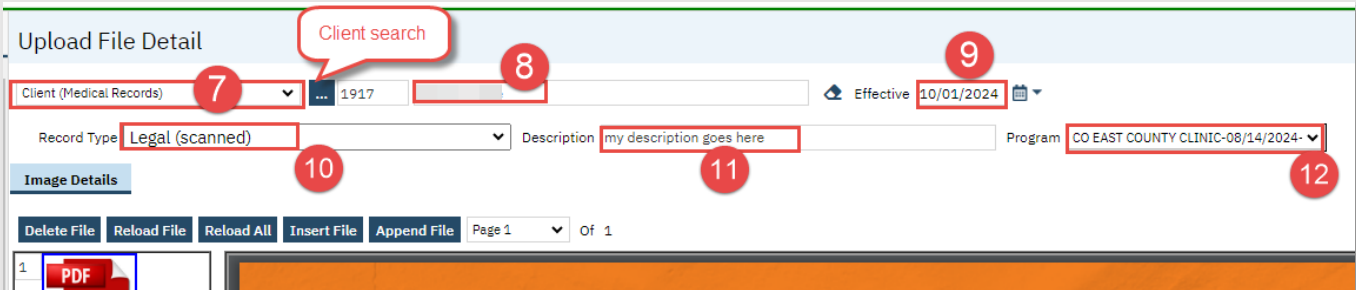 Client search
Upload File Detail
7
8
9
Client (Medical Records)
... 1917
Effective 10/01/2024
Record Type Legal (scanned)
Description my description goes here
Program CO EAST COUNTY CLINIC-08/14/2024-
10
11
12
Image Details
Delete File Reload File Reload All Insert File Append File Page 1 Of 1
1
PDF